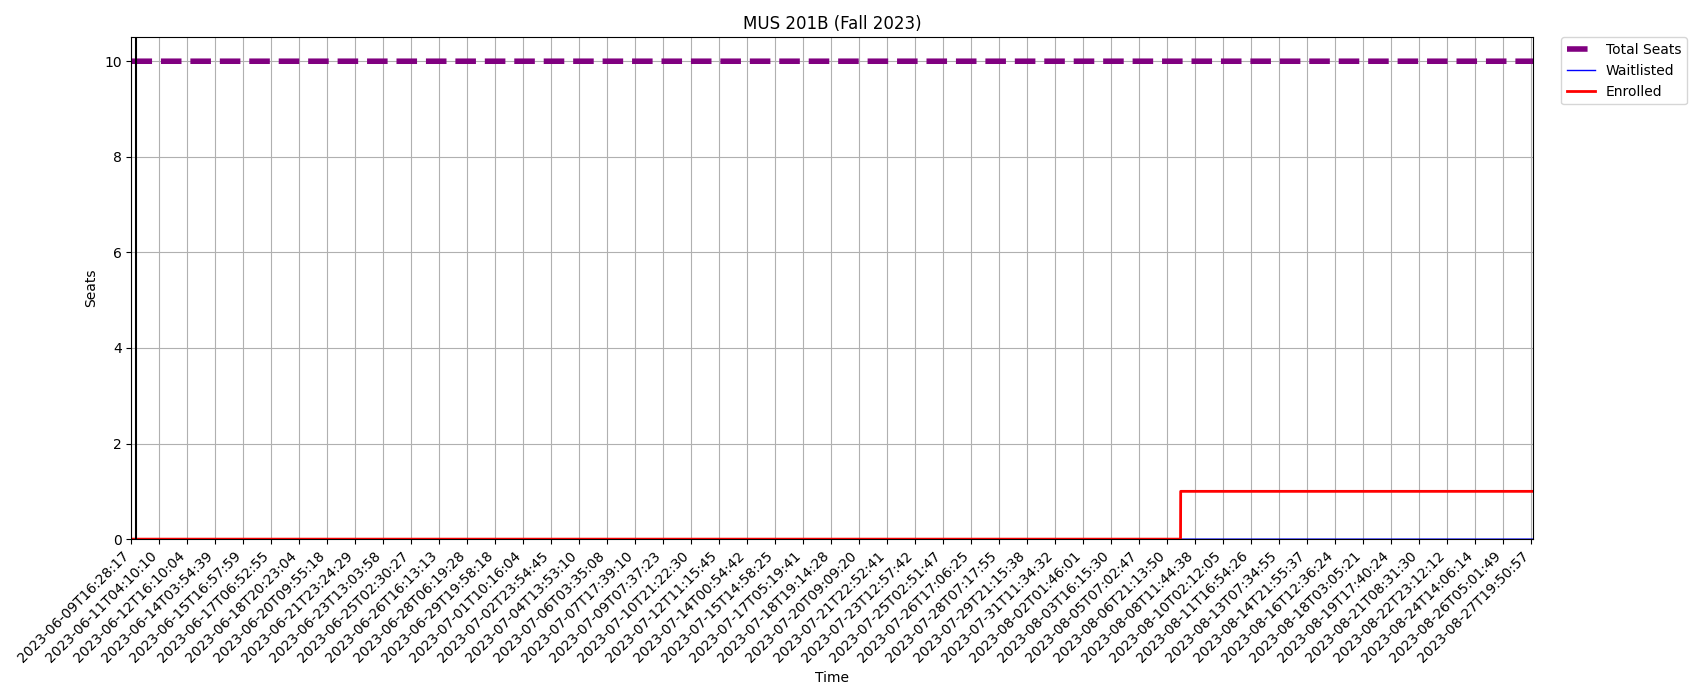 MUS 201B (Fall 2023)
Total Seats
Waitlisted
Enrolled
10
8
6
4
2
0
Seats
2023-06-09T16:28:17
2023-06-11T04:10:10
2023-06-12T16:10:04
2023-06-14T03:54:39
2023-06-15T16:57:59
2023-06-17T06:52:55
2023-06-18T20:23:04
2023-06-20T09:55:18
2023-06-21T23:24:29
2023-06-23T13:03:58
2023-06-25T02:30:27
2023-06-26T16:13:13
2023-06-28T06:19:28
2023-06-29T19:58:18
2023-07-01T10:16:04
2023-07-02T23:54:45
2023-07-04T13:53:10
2023-07-06T03:35:08
2023-07-07T17:39:10
2023-07-09T07:37:23
2023-07-10T21:22:30
2023-07-12T11:15:45
2023-07-14T00:54:42
2023-07-15T14:58:25
2023-07-17T05:19:41
2023-07-18T19:14:28
2023-07-20T09:09:20
2023-07-21T22:52:41
2023-07-23T12:57:42
2023-07-25T02:51:47
2023-07-26T17:06:25
2023-07-28T07:17:55
2023-07-29T21:15:38
2023-07-31T11:34:32
2023-08-02T01:46:01
2023-08-03T16:15:30
2023-08-05T07:02:47
2023-08-06T21:13:50
2023-08-08T11:44:38
2023-08-10T02:12:05
2023-08-11T16:54:26
2023-08-13T07:34:55
2023-08-14T21:55:37
2023-08-16T12:36:24
2023-08-18T03:05:21
2023-08-19T17:40:24
2023-08-21T08:31:30
2023-08-22T23:12:12
2023-08-24T14:06:14
2023-08-26T05:01:49
2023-08-27T19:50:57
Time